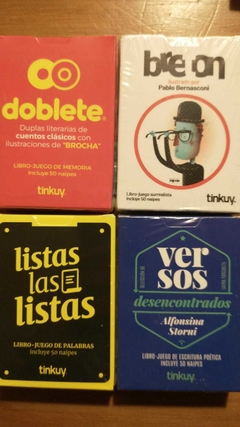 doblete
Duplas literarias de
cuentos clásicos con
ilustraciones de "BROCHA"
LIBRO-JUEGO DE MEMORIA
incluye 50 naipes
tinkuy.
breton
ilustrado por
Pablo Bernasconi
Libro-juego surrealista
Incluye 50 naipes
tinkuy.
listas
las
listas
LIBRO-JUEGO DE PALABRAS
incluye 50 naipes
tinkuy.
ver
sos
desencontrados
Alfonsina
Storni
LIBRO-JUEGO DE ESCRITURA POÉTICA
INCLUYE 50 NAIPES
tinkuy.